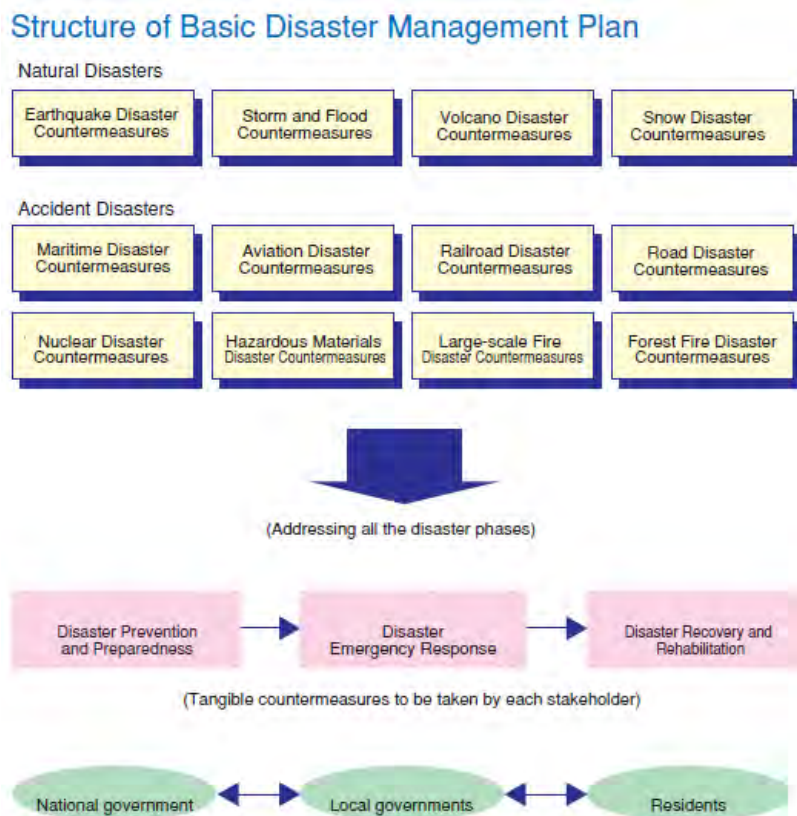 Structure of Basic Disaster Management Plan
Natural Disasters
Earthquake Disaster
Countermeasures
Storm and Flood
Countermeasures
Volcano Disaster
Countermeasures
Snow Disaster
Countermeasures
Accident Disasters
Maritime Disaster
Countermeasures
Aviation Disaster
Countermeasures
Railroad Disaster
Countermeasures
Road Disaster
Countermeasures
Nuclear Disaster
Countermeasures
Hazardous Materials
Disaster Countermeasures
Large-scale Fire
Disaster Countermeasures
Forest Fire Disaster
Countermeasures
(Addressing all the disaster phases)
Disaster Prevention
and Preparedness
Disaster
Emergency Response
Disaster Recovery and
Rehabilitation
(Tangible countermeasures to be taken by each stakeholder)
National government
Local governments
Residents